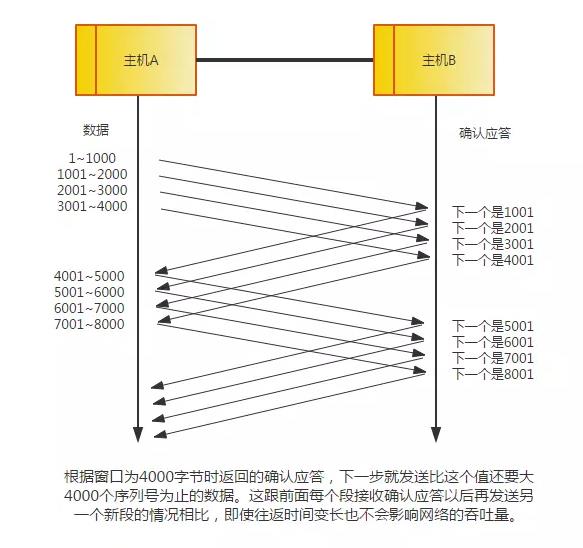 主机A
主机B
数据
确认应答
1~1000
1001~2000
2001~3000
3001~4000
下一个是1001
下一个是2001
下一个是3001
下一个是4001
4001~5000
5001~6000
6001~7000
7001~8000
下一个是5001
下一个是6001
下一个是7001
下一个是8001
根据窗口为4000字节时返回的确认应答，下一步就发送比这个值还要大
4000个序列号为止的数据。这跟前面每个段接收确认应答以后再发送另
一个新段的情况相比，即使往返时间变长也不会影响网络的吞吐量。